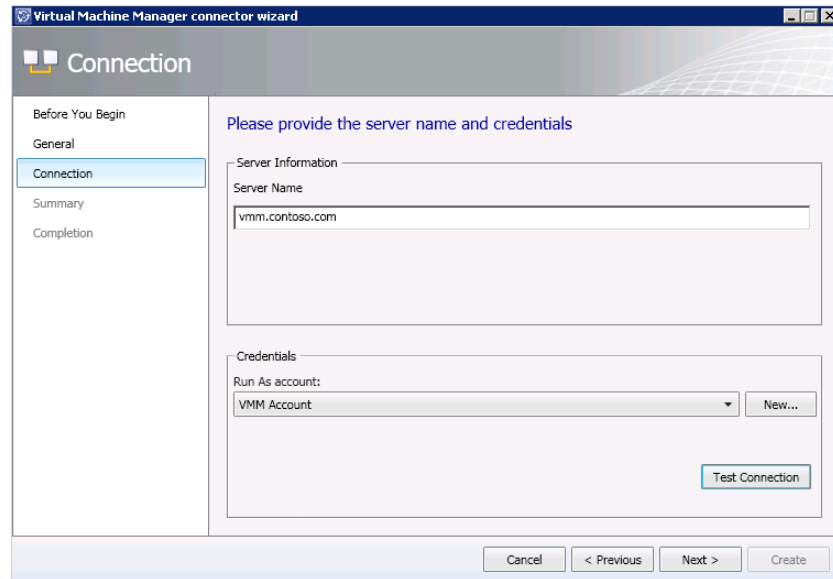 Virtual Machine Manager connector wizard
Connection
Before You Begin
General
Connection
Summary
Completion
Please provide the server name and credentials
Server Information
Server Name
vmm.contoso.com
Credentials
Run As account:
VMM Account
New...
Test Connection
Cancel
< Previous
Next >
Create